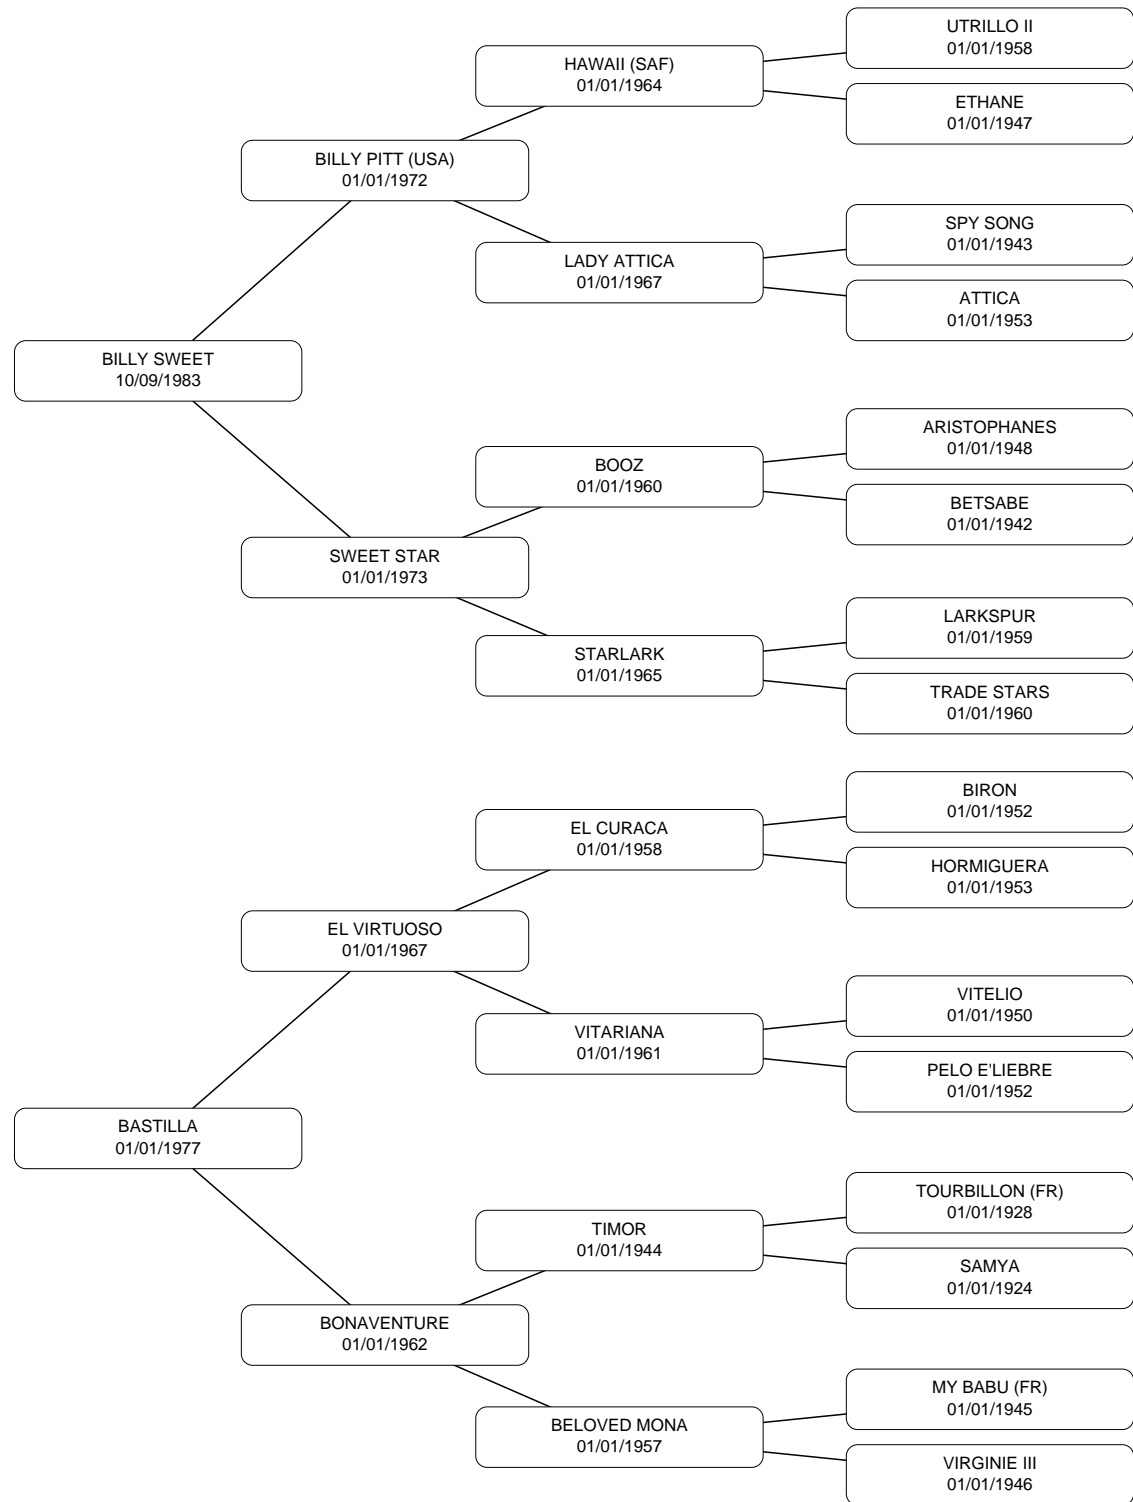 UTRILLO II
01/01/1958
HAWAII (SAF)
01/01/1964
ETHANE
01/01/1947
BILLY PITT (USA)
01/01/1972
SPY SONG
01/01/1943
LADY ATTICA
01/01/1967
ATTICA
01/01/1953
BILLY SWEET
10/09/1983
ARISTOPHANES
01/01/1948
BOOZ
01/01/1960
BETSABE
01/01/1942
SWEET STAR
01/01/1973
LARKSPUR
01/01/1959
STARLARK
01/01/1965
TRADE STARS
01/01/1960
BIRON
01/01/1952
EL CURACA
01/01/1958
HORMIGUERA
01/01/1953
EL VIRTUOSO
01/01/1967
VITELIO
01/01/1950
VITARIANA
01/01/1961
PELO E'LIEBRE
01/01/1952
BASTILLA
01/01/1977
TOURBILLON (FR)
01/01/1928
TIMOR
01/01/1944
SAMYA
01/01/1924
BONAVENTURE
01/01/1962
MY BABU (FR)
01/01/1945
BELOVED MONA
01/01/1957
VIRGINIE III
01/01/1946